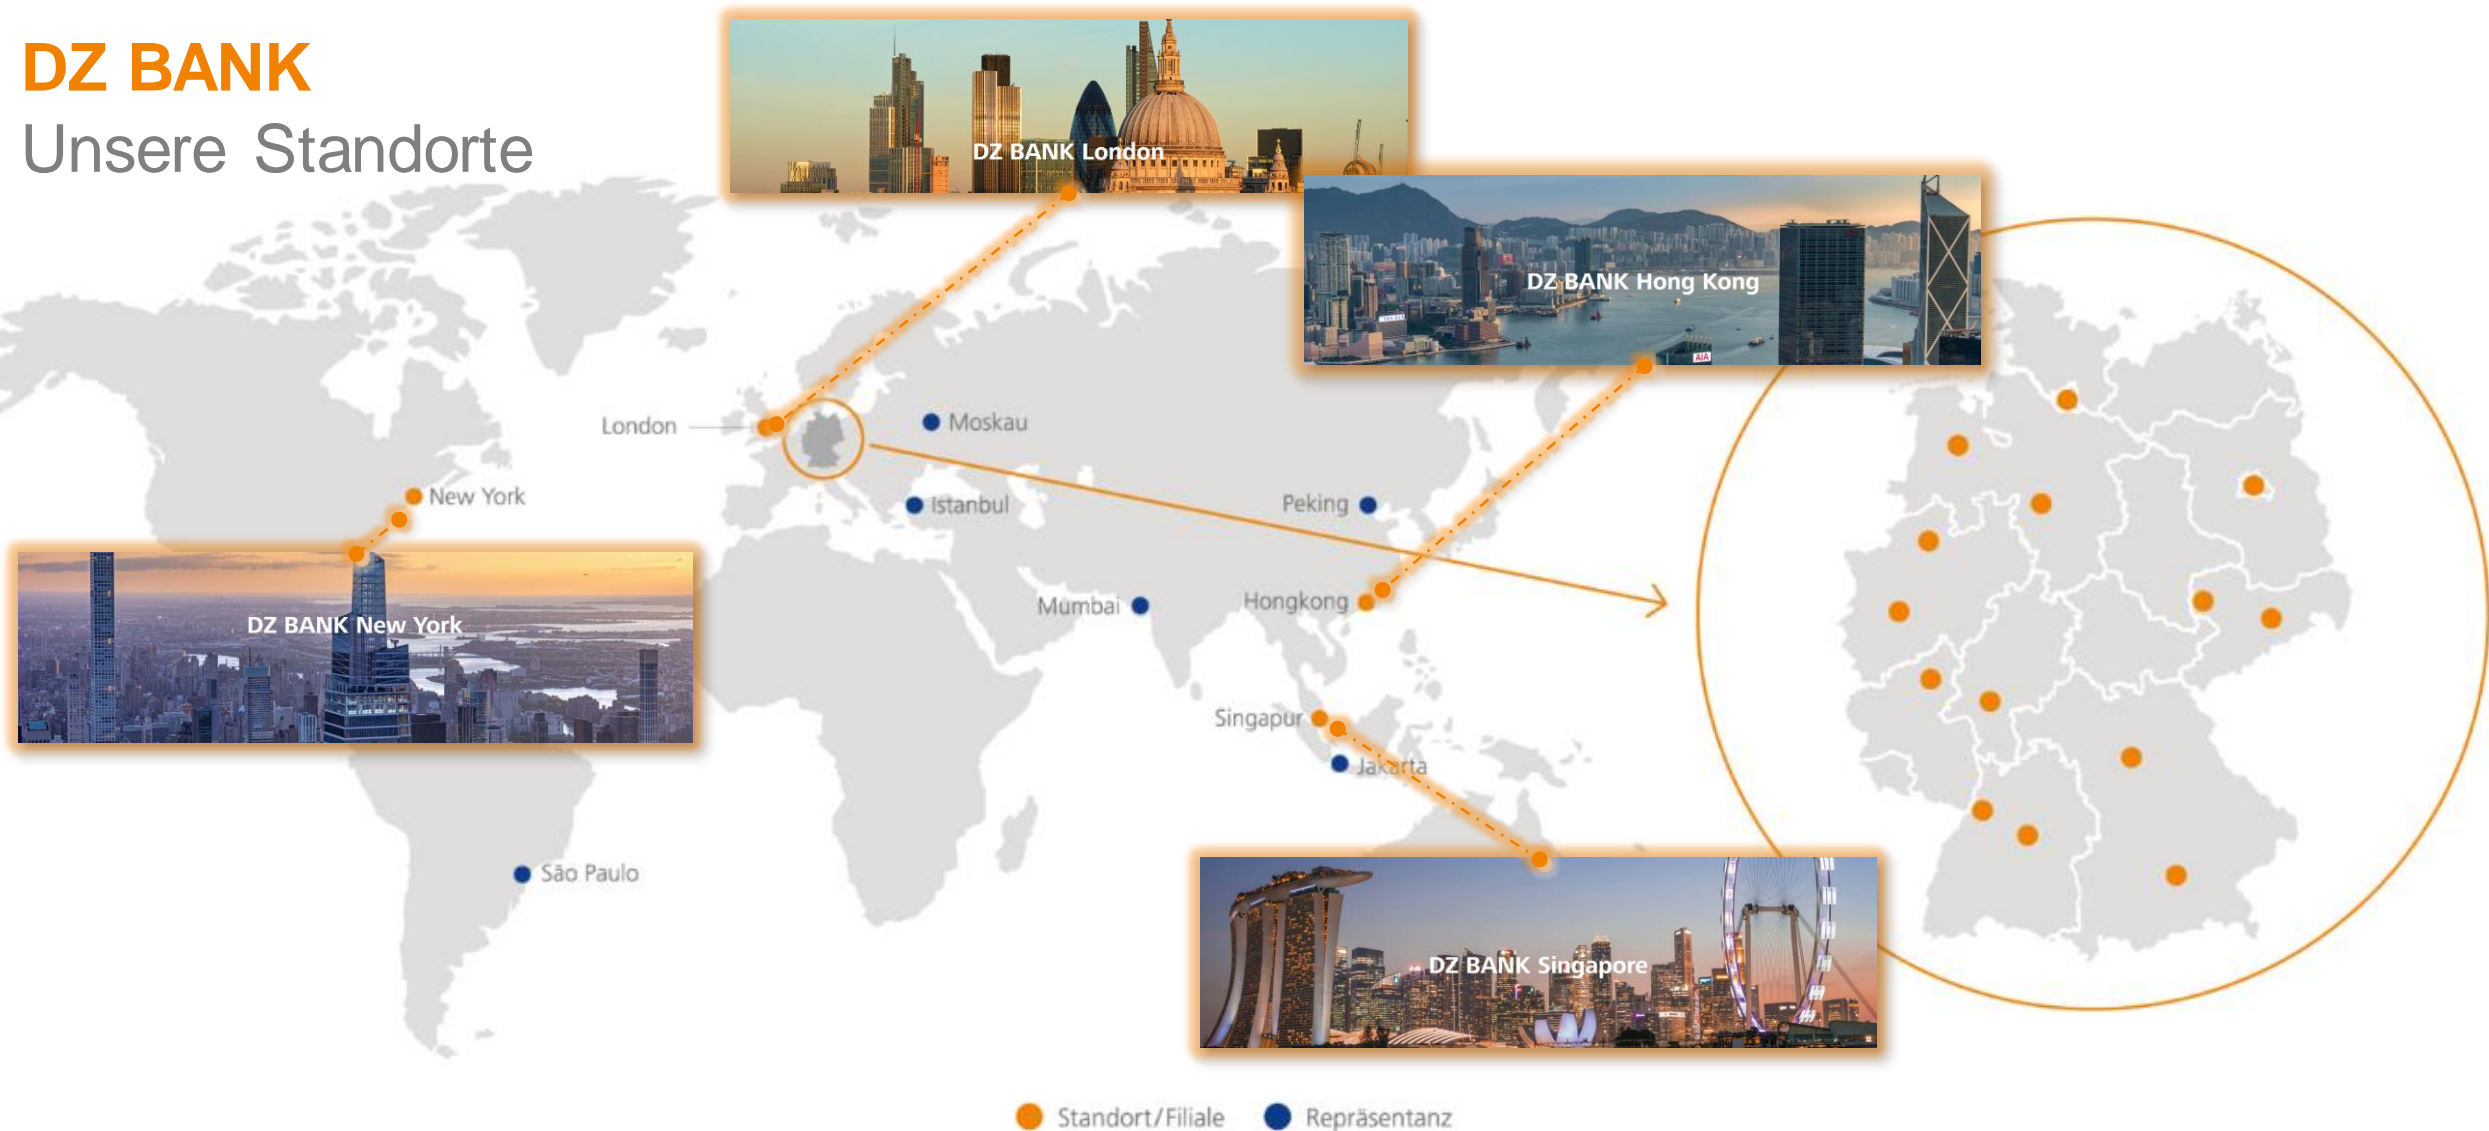 DZ BANK
Unsere Standorte
DZ BANK London
DZ BANK Hong Kong
London
Moskau
New York
Istanbul
Peking
Mumbai
Hongkong
DZ BANK New York
Singapur
Jakarta
São Paulo
DZ BANK Singapore
AIA
Standort/Filiale
Repräsentanz